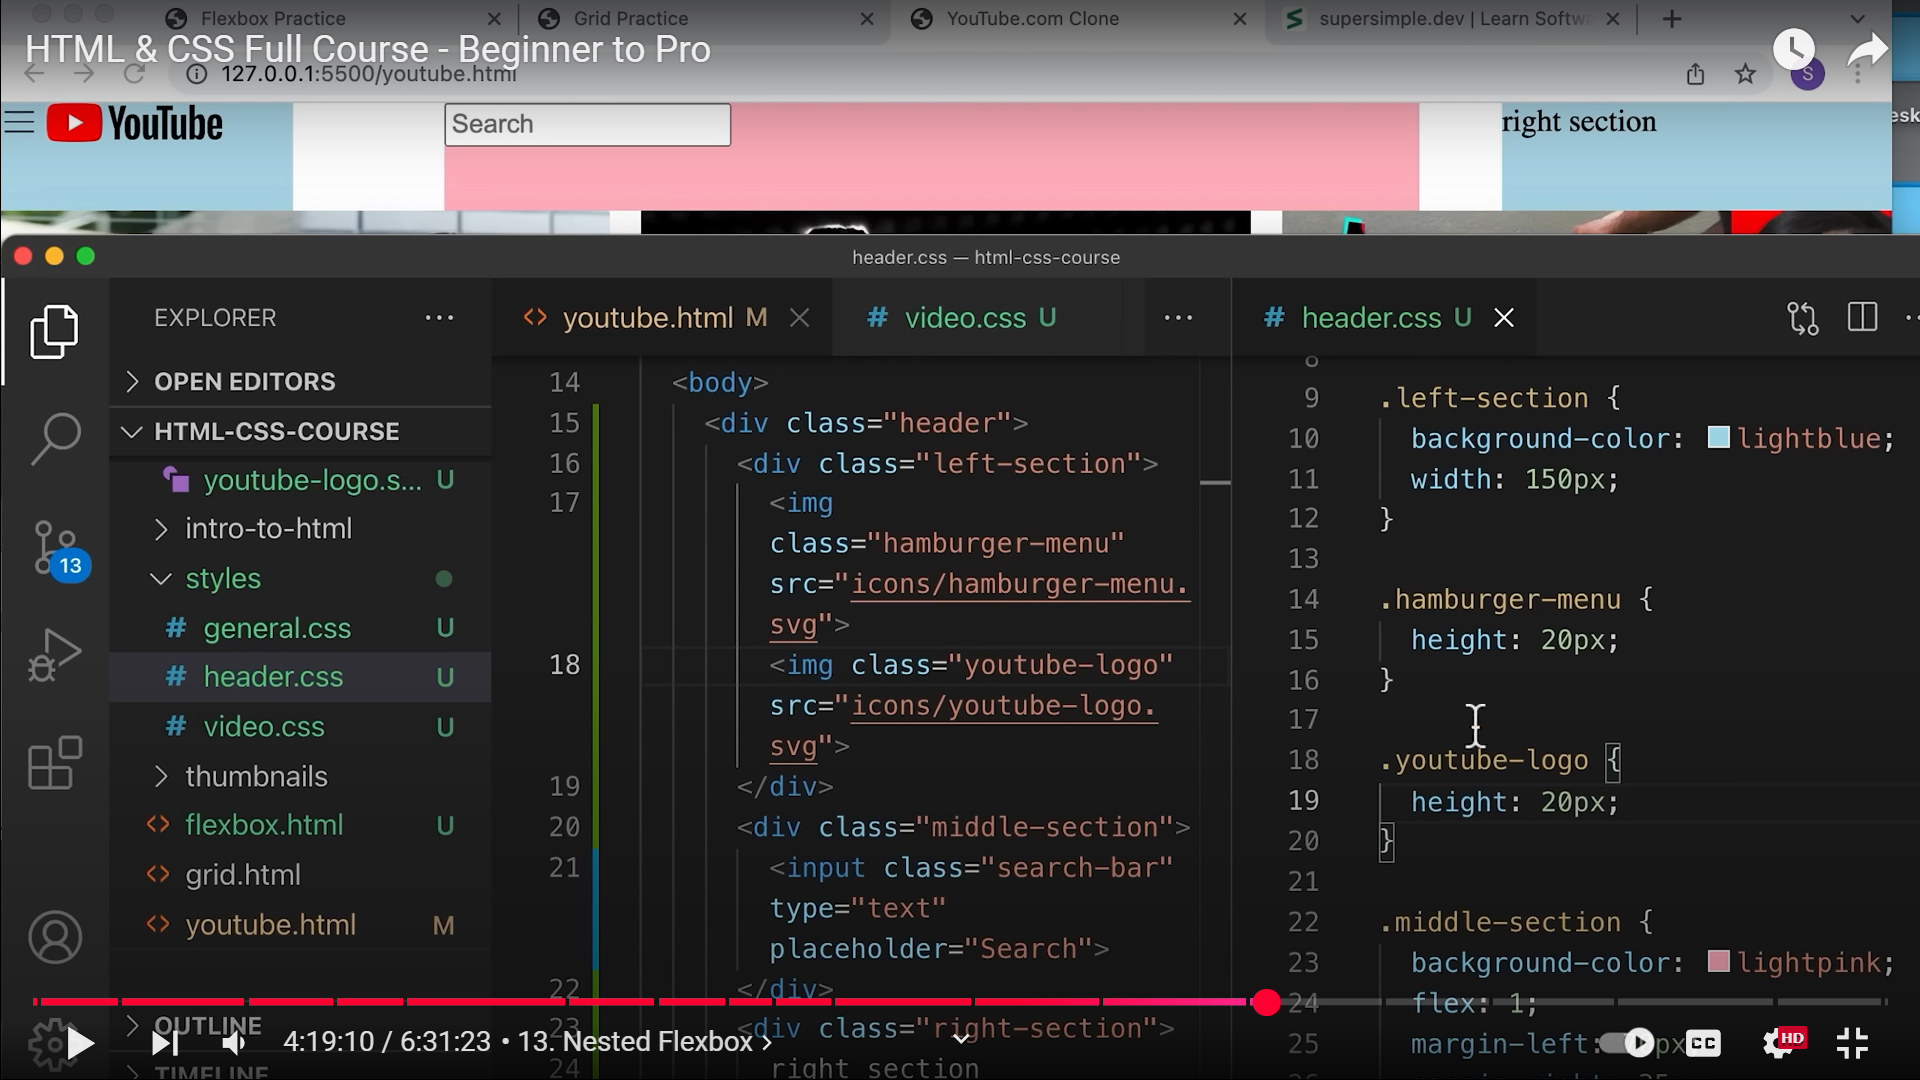 Flexbox Practice
Grid Practice
YouTube.com Clone
supersimple.dev | Learn Softw
HTML & CSS Full Course - Beginner to Pro
127.0.0.1:5500/youtube.html
S
YouTube
Search
right section
esk
header.css — html-css-course
EXPLORER
youtube.html M
# video.css U
# header.css U
OPEN EDITORS
HTML-CSS-COURSE
youtube-logo.s... U
intro-to-html
styles
# general.css U
# header.css U
# video.css U
thumbnails
flexbox.html U
grid.html
youtube.html M
OUTLINE
TIMELINE
13
14 <body>
15 <div class="header">
16 <div class="left-section">
17 <img
class="hamburger-menu"
src="icons/hamburger-menu.
svg">
18 <img class="youtube-logo"
src="icons/youtube-logo.
svg">
19 </div>
20 <div class="middle-section">
21 <input class="search-bar"
type="text"
placeholder="Search">
22 </div>
23 <div class="right-section">
24 right section
8
9 .left-section {
10 background-color: lightblue;
11 width: 150px;
12 }
13
14 .hamburger-menu {
15 height: 20px;
16 }
17
18 .youtube-logo {
19 height: 20px;
20 }
21
22 .middle-section {
23 background-color: lightpink;
24 flex: 1;
25 margin-left: px
4:19:10 / 6:31:23 • 13. Nested Flexbox
CC
HD